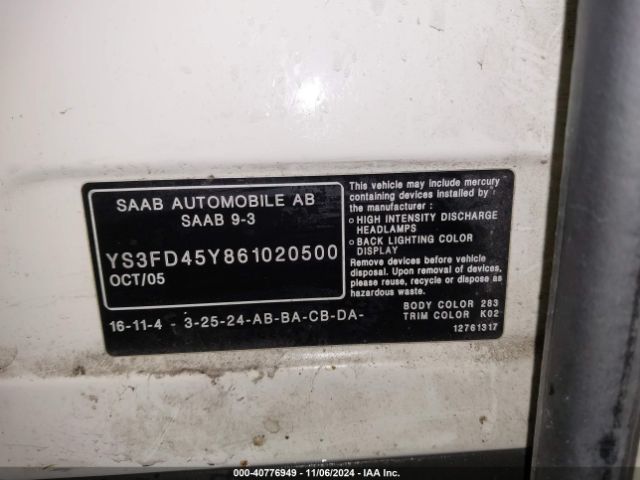 SAAB AUTOMOBILE AB
SAAB 9-3
YS3FD45Y861020500
OCT/05
This vehicle may include mercury
containing devices installed by
the manufacturer:
○ HIGH INTENSITY DISCHARGE
HEADLAMPS
○ BACK LIGHTING COLOR
DISPLAY
Remove devices before vehicle
disposal. Upon removal of devices,
please reuse, recycle or dispose as
hazardous waste.
16-11-4 - 3-25-24-AB-BA-CB-DA-
BODY COLOR 283
TRIM COLOR K02
12761317
000-40776949 - 11/06/2024 - IAA Inc.